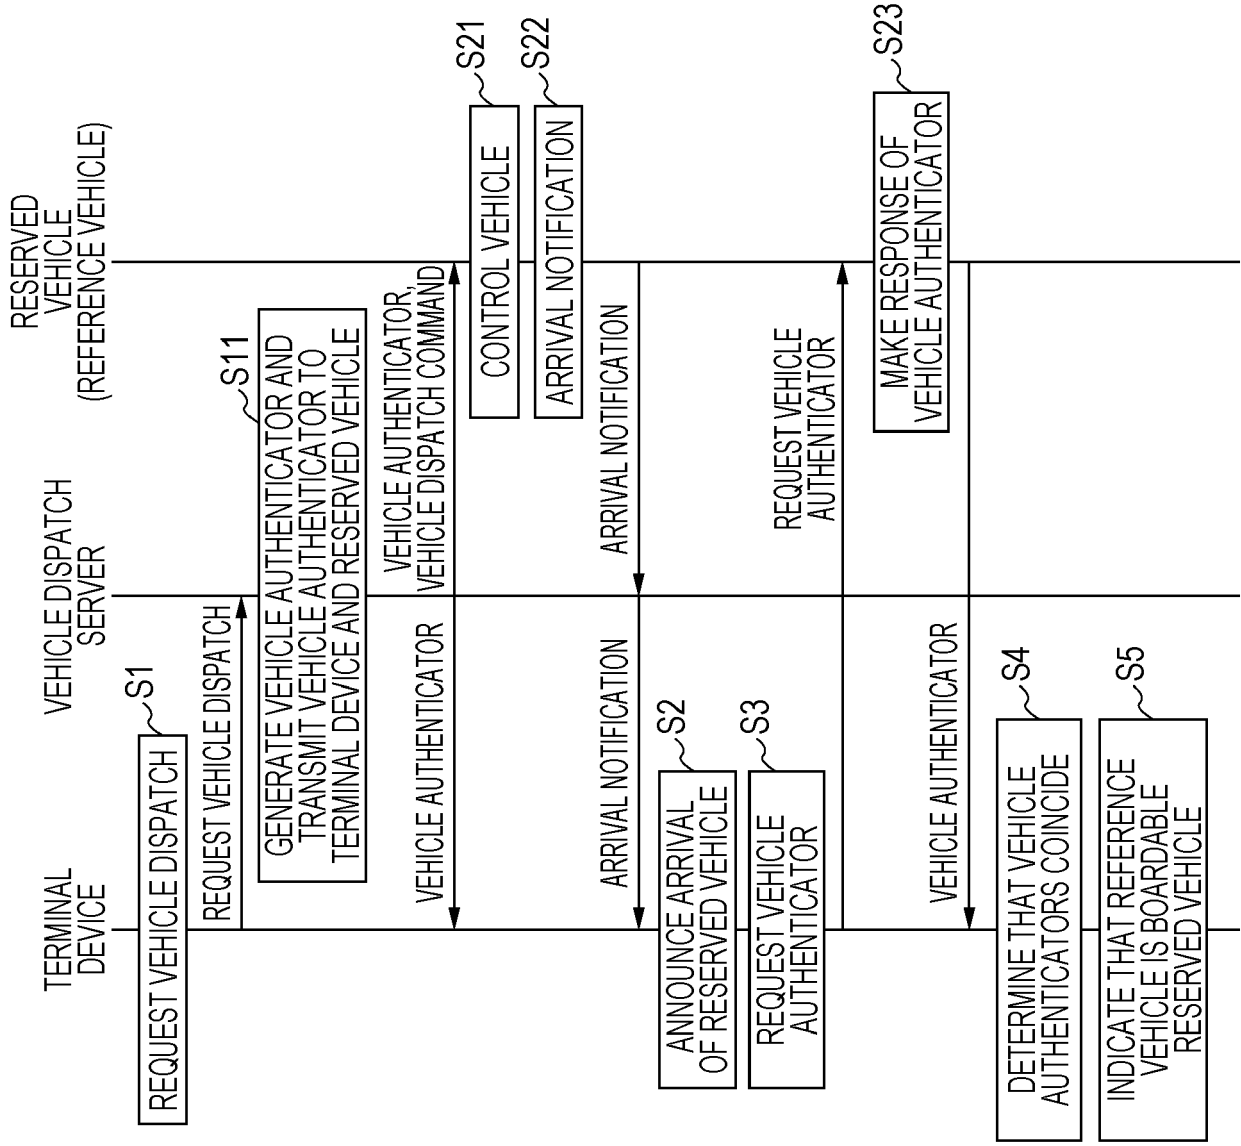 TERMINAL
DEVICE
VEHICLE DISPATCH
SERVER
RESERVED
VEHICLE
(REFERENCE VEHICLE)
S1
REQUEST VEHICLE DISPATCH
REQUEST VEHICLE DISPATCH
S11
GENERATE VEHICLE AUTHENTICATOR AND
TRANSMIT VEHICLE AUTHENTICATOR TO
TERMINAL DEVICE AND RESERVED VEHICLE
VEHICLE AUTHENTICATOR
VEHICLE AUTHENTICATOR,
VEHICLE DISPATCH COMMAND
S21
CONTROL VEHICLE
S22
ARRIVAL NOTIFICATION
ARRIVAL NOTIFICATION
ARRIVAL NOTIFICATION
S2
ANNOUNCE ARRIVAL
OF RESERVED VEHICLE
S3
REQUEST VEHICLE
AUTHENTICATOR
REQUEST VEHICLE
AUTHENTICATOR
S23
MAKE RESPONSE OF
VEHICLE AUTHENTICATOR
VEHICLE AUTHENTICATOR
S4
DETERMINE THAT VEHICLE
AUTHENTICATORS COINCIDE
S5
INDICATE THAT REFERENCE
VEHICLE IS BOARDABLE
RESERVED VEHICLE